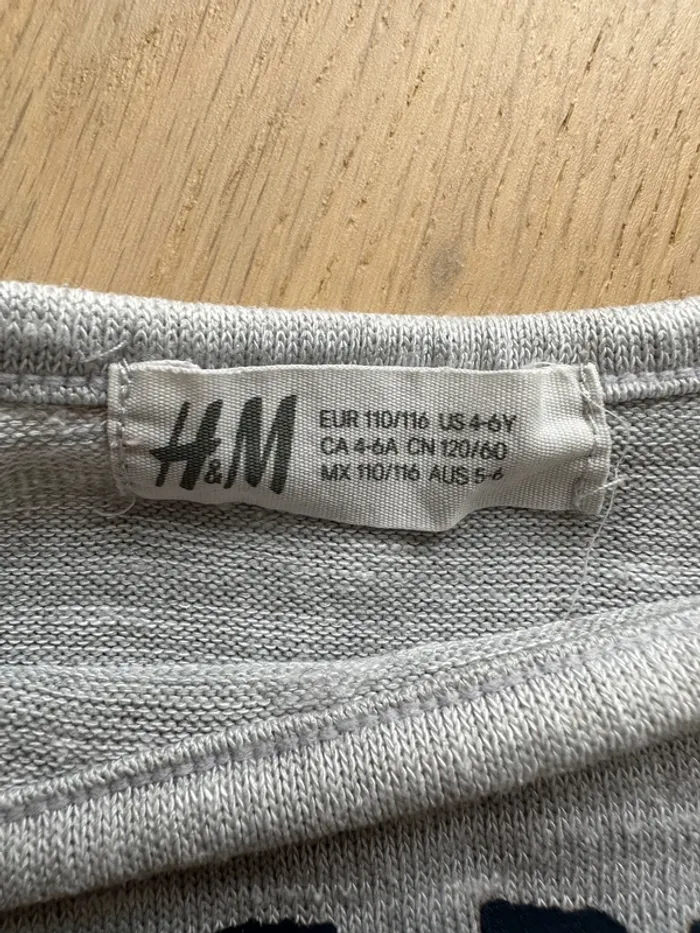 H&M
EUR 110/116 US 4-6Y
CA 4-6A CN 120/60
MX 110/116 AUS 5-6